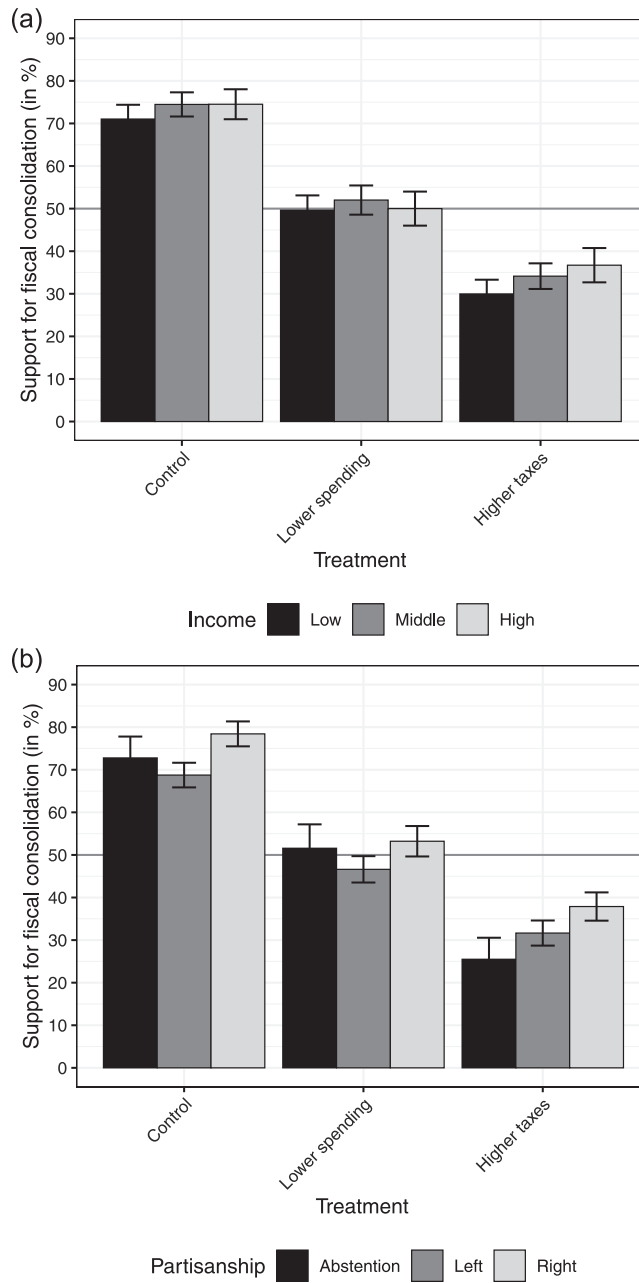 (a)
Support for fiscal consolidation (in %)
90
80
70
60
50
40
30
20
10
0
Control
Lower spending
Higher taxes
Treatment
Income Low Middle High
(b)
Support for fiscal consolidation (in %)
90
80
70
60
50
40
30
20
10
0
Control
Lower spending
Higher taxes
Treatment
Partisanship Abstention Left Right